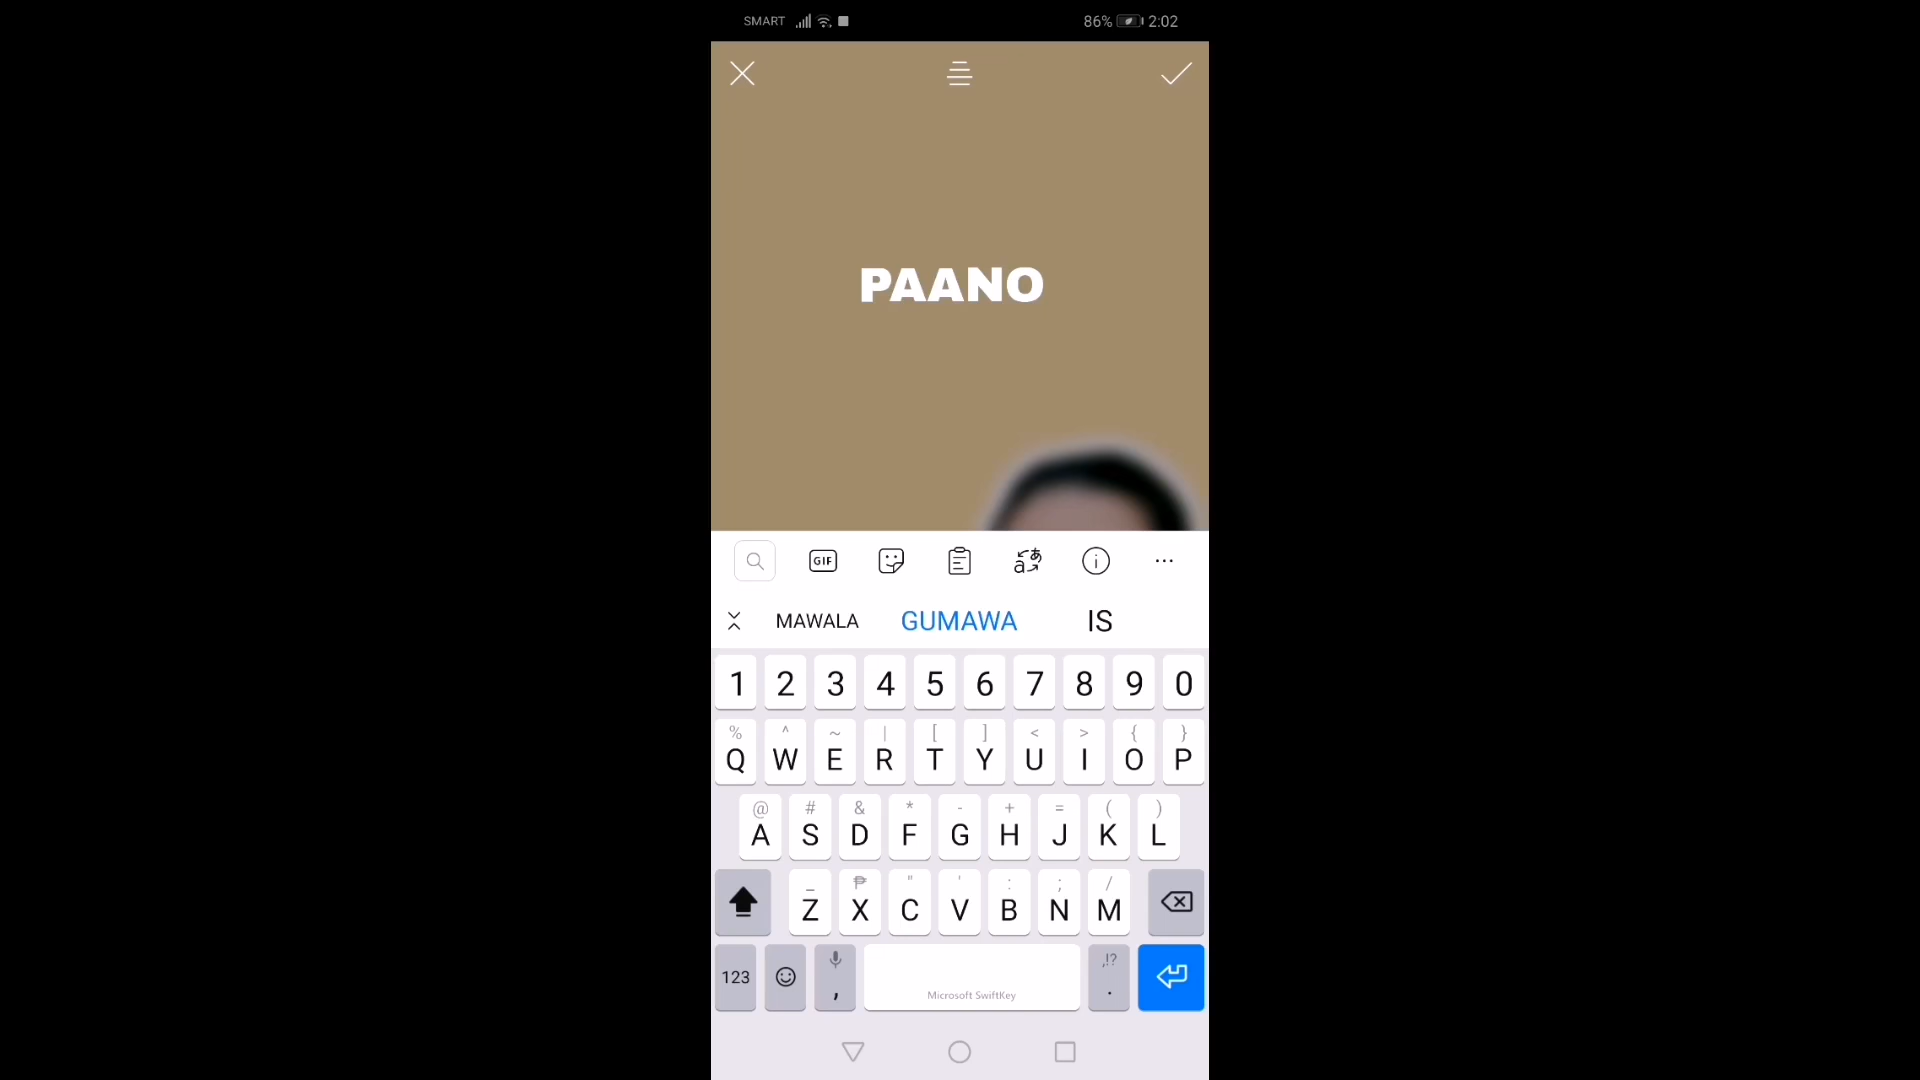 SMART 86% 2:02
PAANO
GIF
MAWALA GUMAWA IS
1 2 3 4 5 6 7 8 9 0
% ^ ~ | [ ] < > { }
Q W E R T Y U I O P
@ # & * - + = ( )
A S D F G H J K L
_ ₱ " ' : ; /
Z X C V B N M
123 , Microsoft SwiftKey ,!? .